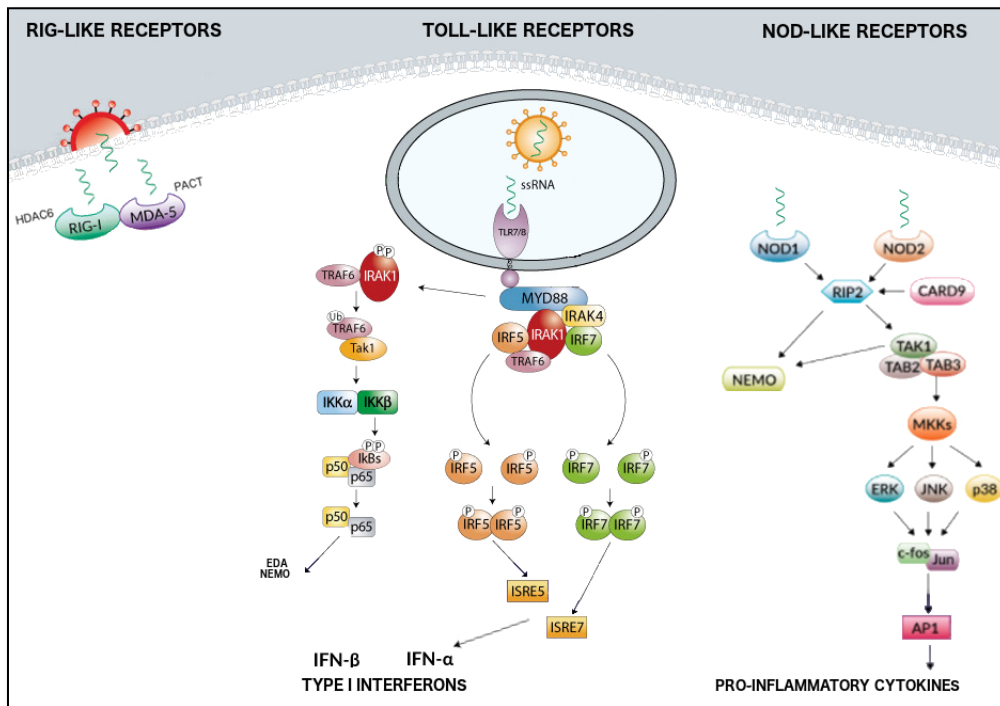 RIG-LIKE RECEPTORS
TOLL-LIKE RECEPTORS
NOD-LIKE RECEPTORS
HDAC6
RIG-I
MDA-5
PACT
ssRNA
TLR7/8
MYD88
IRAK4
IRAK1
IRF5
IRF7
TRAF6
P P
TRAF6
IRAK1
Ub
TRAF6
Tak1
IKKα
IKKβ
P P
IkBs
p50
p65
p50
p65
EDA
NEMO
P
IRF5
P
IRF5
P
IRF7
P
IRF7
P
IRF5
P
IRF5
P
IRF7
P
IRF7
ISRE5
ISRE7
IFN-β
IFN-α
TYPE I INTERFERONS
NOD1
NOD2
RIP2
CARD9
TAK1
TAB2
TAB3
NEMO
MKKs
ERK
JNK
p38
c-fos
Jun
AP1
PRO-INFLAMMATORY CYTOKINES